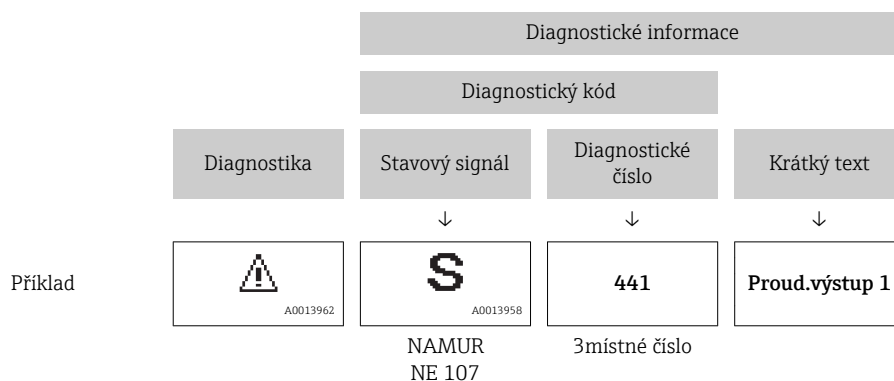 Diagnostické informace
Diagnostický kód
Diagnostika
Stavový signál
Diagnostické
číslo
Krátký text
↓ ↓ ↓
Příklad
⚠
A0013962
S
A0013958
441
Proud.výstup 1
NAMUR
NE 107
3místné číslo